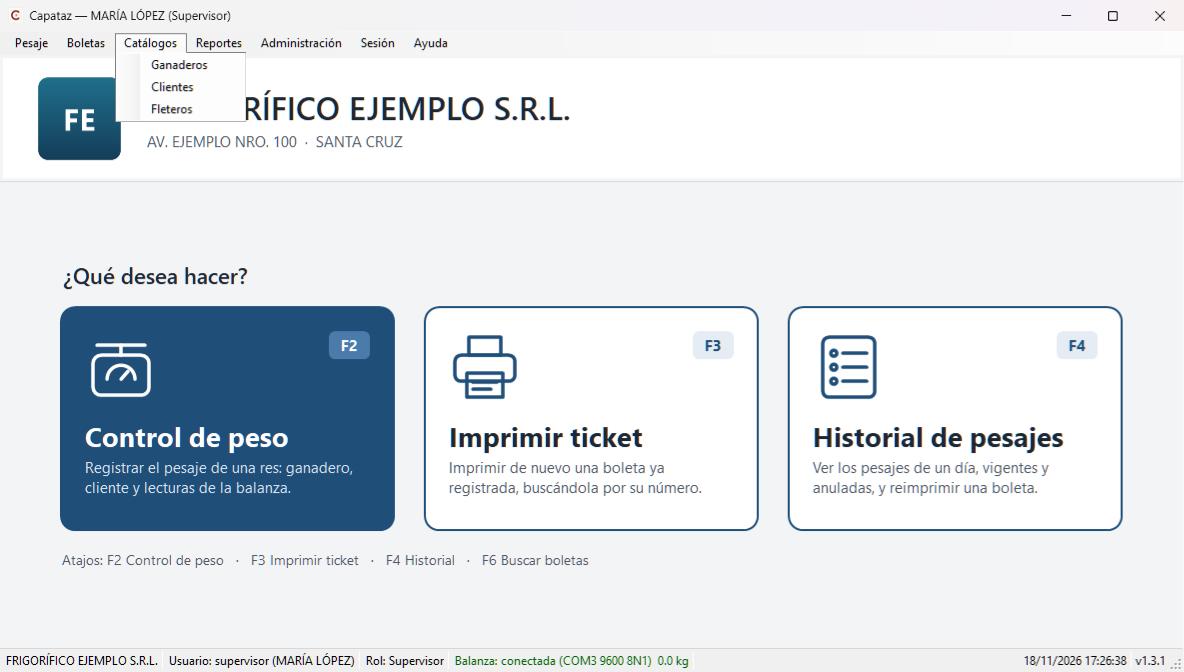 Capataz — MARÍA LÓPEZ (Supervisor)
Pesaje Boletas Catálogos Reportes Administración Sesión Ayuda
Ganaderos
Clientes
Fleteros
FE
RÍFICO EJEMPLO S.R.L.
AV. EJEMPLO NRO. 100 · SANTA CRUZ
¿Qué desea hacer?
F2
Control de peso
Registrar el pesaje de una res: ganadero,
cliente y lecturas de la balanza.
F3
Imprimir ticket
Imprimir de nuevo una boleta ya
registrada, buscándola por su número.
F4
Historial de pesajes
Ver los pesajes de un día, vigentes y
anuladas, y reimprimir una boleta.
Atajos: F2 Control de peso · F3 Imprimir ticket · F4 Historial · F6 Buscar boletas
FRIGORÍFICO EJEMPLO S.R.L. Usuario: supervisor (MARÍA LÓPEZ) Rol: Supervisor Balanza: conectada (COM3 9600 8N1) 0.0 kg 18/11/2026 17:26:38 v1.3.1